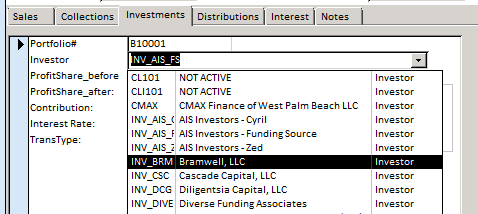 Sales Collections Investments Distributions Interest Notes
Portfolio# B10001
Investor INV_AIS_FS
ProfitShare_before CL101 NOT ACTIVE Investor
ProfitShare_after: CLI101 NOT ACTIVE Investor
Contribution: CMAX CMAX Finance of West Palm Beach LLC Investor
Interest Rate: INV_AIS_C AIS Investors - Cyril Investor
TransType: INV_AIS_F AIS Investors - Funding Source Investor
INV_AIS_Z AIS Investors - Zed Investor
INV_BRM Bramwell, LLC Investor
INV_CSC Cascade Capital, LLC Investor
INV_DCG Diligentsia Capital, LLC Investor
INV_DIVE Diverse Funding Associates Investor